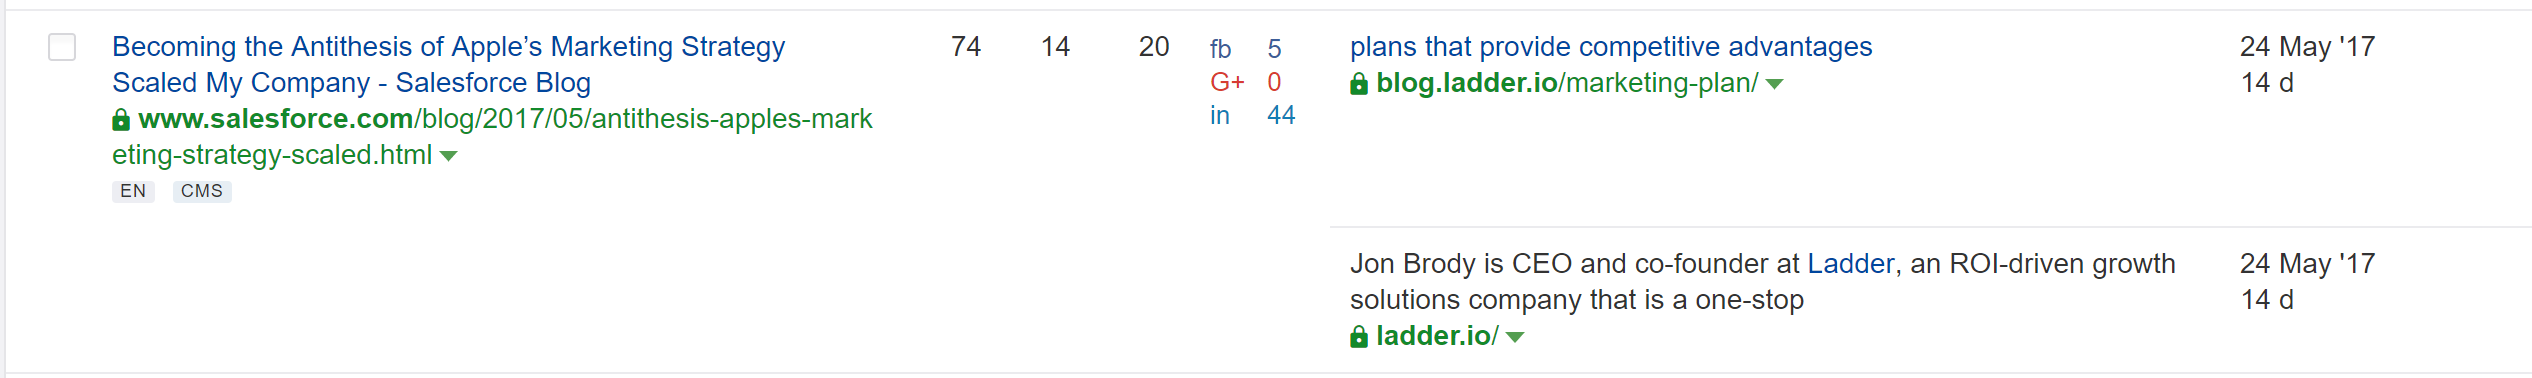 Becoming the Antithesis of Apple’s Marketing Strategy
Scaled My Company - Salesforce Blog
www.salesforce.com/blog/2017/05/antithesis-apples-mark
eting-strategy-scaled.html
EN CMS
74 14 20
fb 5
G+ 0
in 44
plans that provide competitive advantages
blog.ladder.io/marketing-plan/
24 May '17
14 d
Jon Brody is CEO and co-founder at Ladder, an ROI-driven growth
solutions company that is a one-stop
ladder.io/
24 May '17
14 d